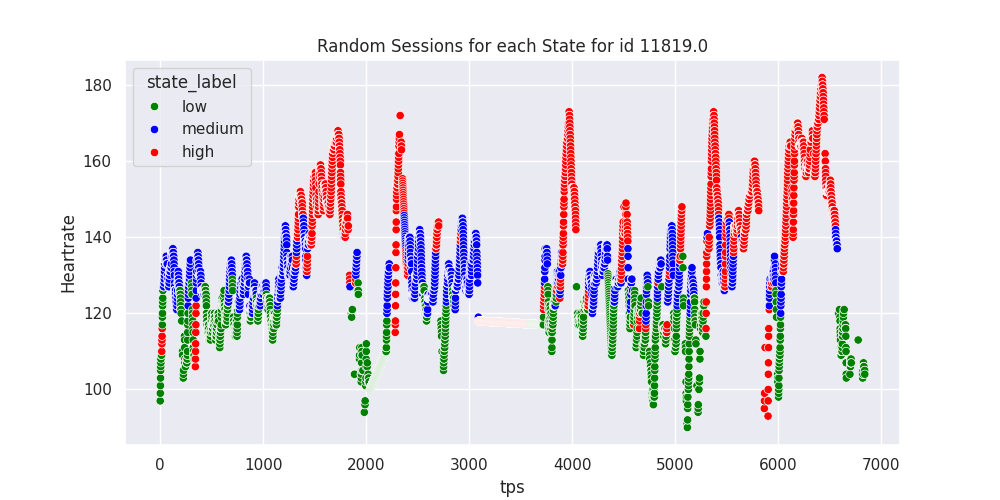 Random Sessions for each State for id 11819.0
state_label
low
medium
high
Heartrate
180
160
140
120
100
0 1000 2000 3000 4000 5000 6000 7000
tps